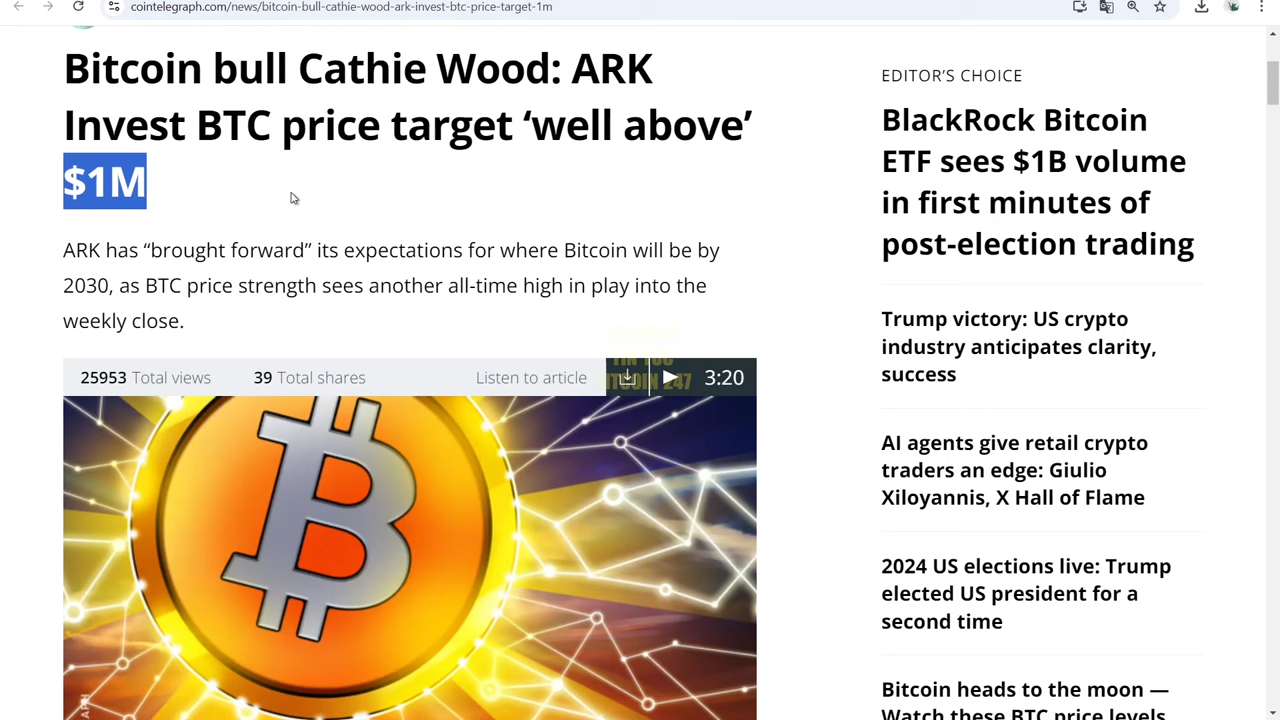 cointelegraph.com/news/bitcoin-bull-cathie-wood-ark-invest-btc-price-target-1m
Bitcoin bull Cathie Wood: ARK
Invest BTC price target ‘well above’
$1M
ARK has “brought forward” its expectations for where Bitcoin will be by
2030, as BTC price strength sees another all-time high in play into the
weekly close.
25953 Total views
39 Total shares
Listen to article
3:20
EDITOR’S CHOICE
BlackRock Bitcoin
ETF sees $1B volume
in first minutes of
post-election trading
Trump victory: US crypto
industry anticipates clarity,
success
AI agents give retail crypto
traders an edge: Giulio
Xiloyannis, X Hall of Flame
2024 US elections live: Trump
elected US president for a
second time
Bitcoin heads to the moon —
Watch these BTC price levels